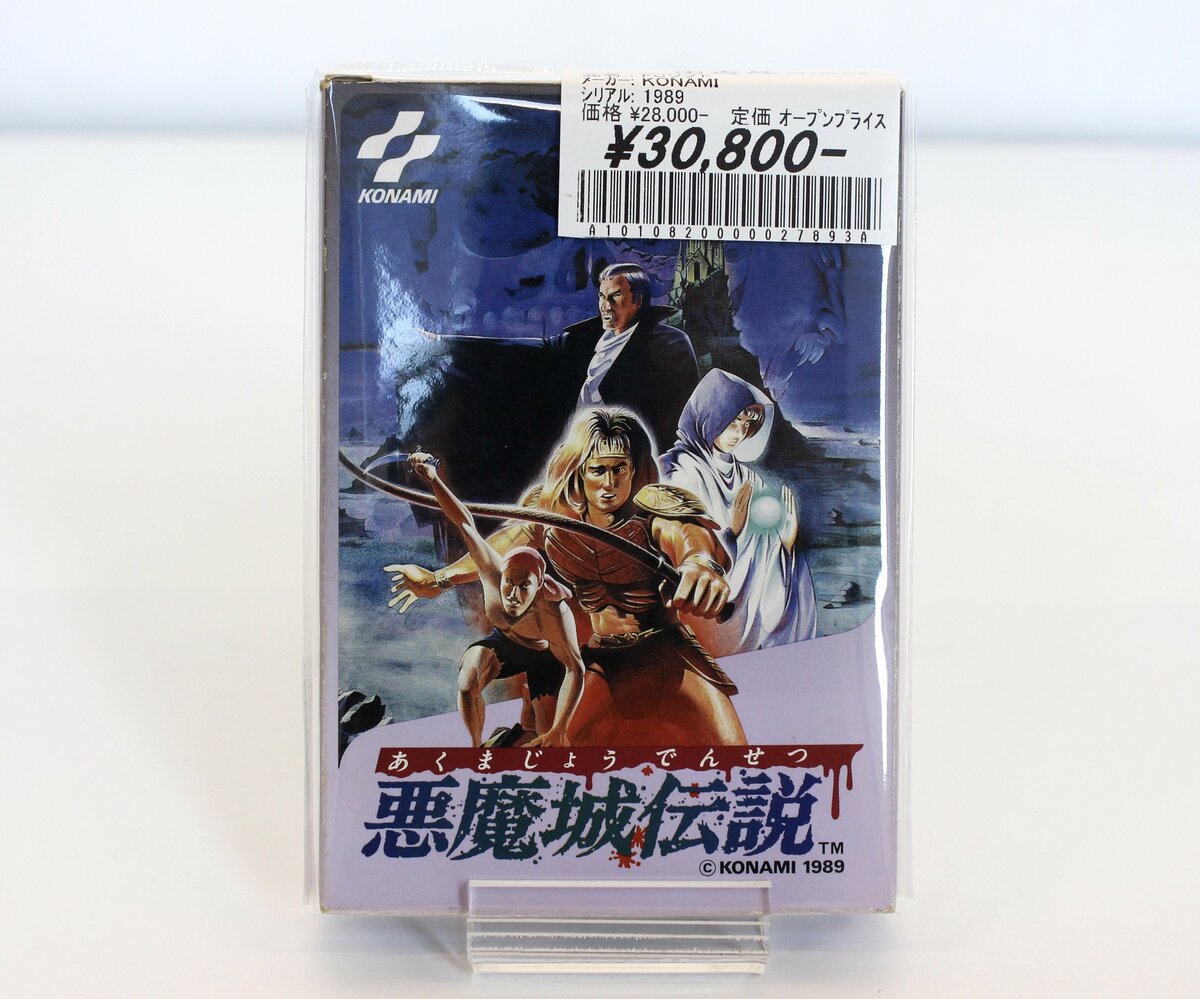 メーカー: KONAMI
シリアル: 1989
価格 ¥28.000- 定価 オープンプライス
¥30,800-
A10108200000027893A
KONAMI
あくまじょうでんせつ
悪魔城伝説 TM
© KONAMI 1989